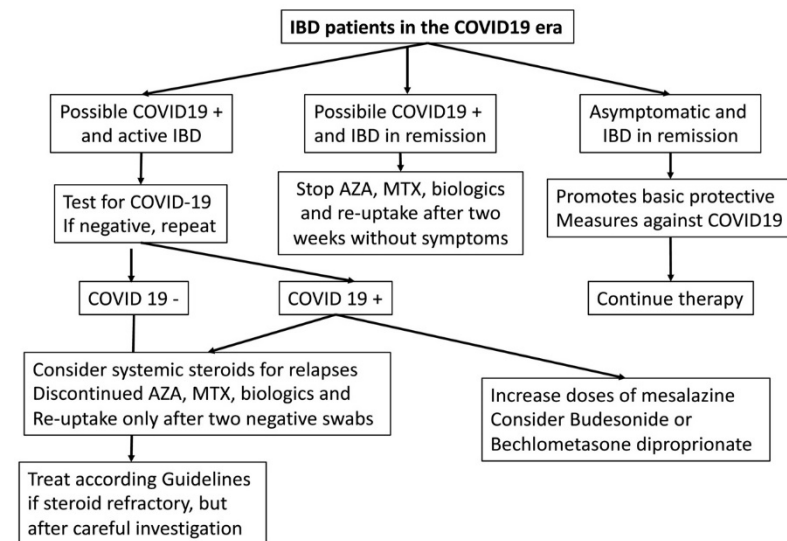 IBD patients in the COVID19 era
Possible COVID19 +
and active IBD
Possibile COVID19 +
and IBD in remission
Asymptomatic and
IBD in remission
Test for COVID-19
If negative, repeat
Stop AZA, MTX, biologics
and re-uptake after two
weeks without symptoms
Promotes basic protective
Measures against COVID19
COVID 19 -
COVID 19 +
Continue therapy
Consider systemic steroids for relapses
Discontinued AZA, MTX, biologics and
Re-uptake only after two negative swabs
Increase doses of mesalazine
Consider Budesonide or
Bechlometasone diproprionate
Treat according Guidelines
if steroid refractory, but
after careful investigation